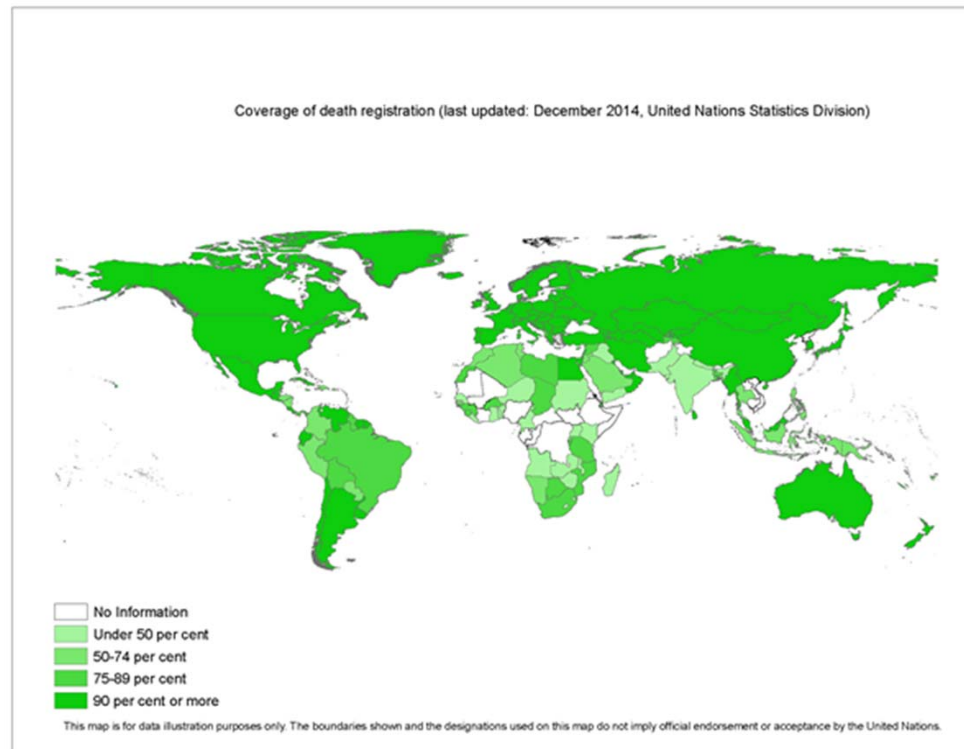 Coverage of death registration (last updated: December 2014, United Nations Statistics Division)
No Information
Under 50 per cent
50-74 per cent
75-89 per cent
90 per cent or more
This map is for data illustration purposes only. The boundaries shown and the designations used on this map do not imply official endorsement or acceptance by the United Nations.